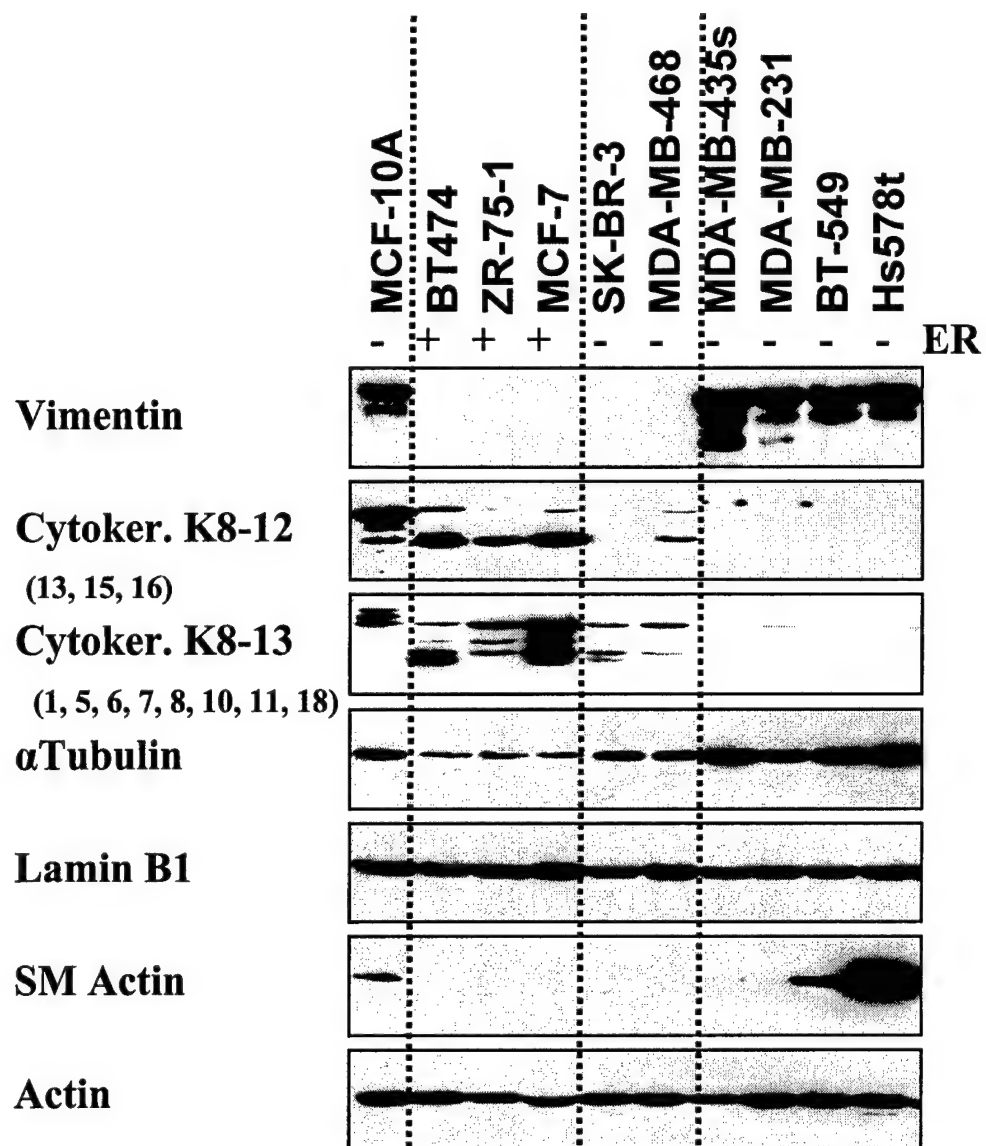 MCF-10A
BT474
ZR-75-1
MCF-7
SK-BR-3
MDA-MB-468
MDA-MB-435s
MDA-MB-231
BT-549
Hs578t
- + + + - - - - - - ER
Vimentin
Cytoker. K8-12
(13, 15, 16)
Cytoker. K8-13
(1, 5, 6, 7, 8, 10, 11, 18)
αTubulin
Lamin B1
SM Actin
Actin